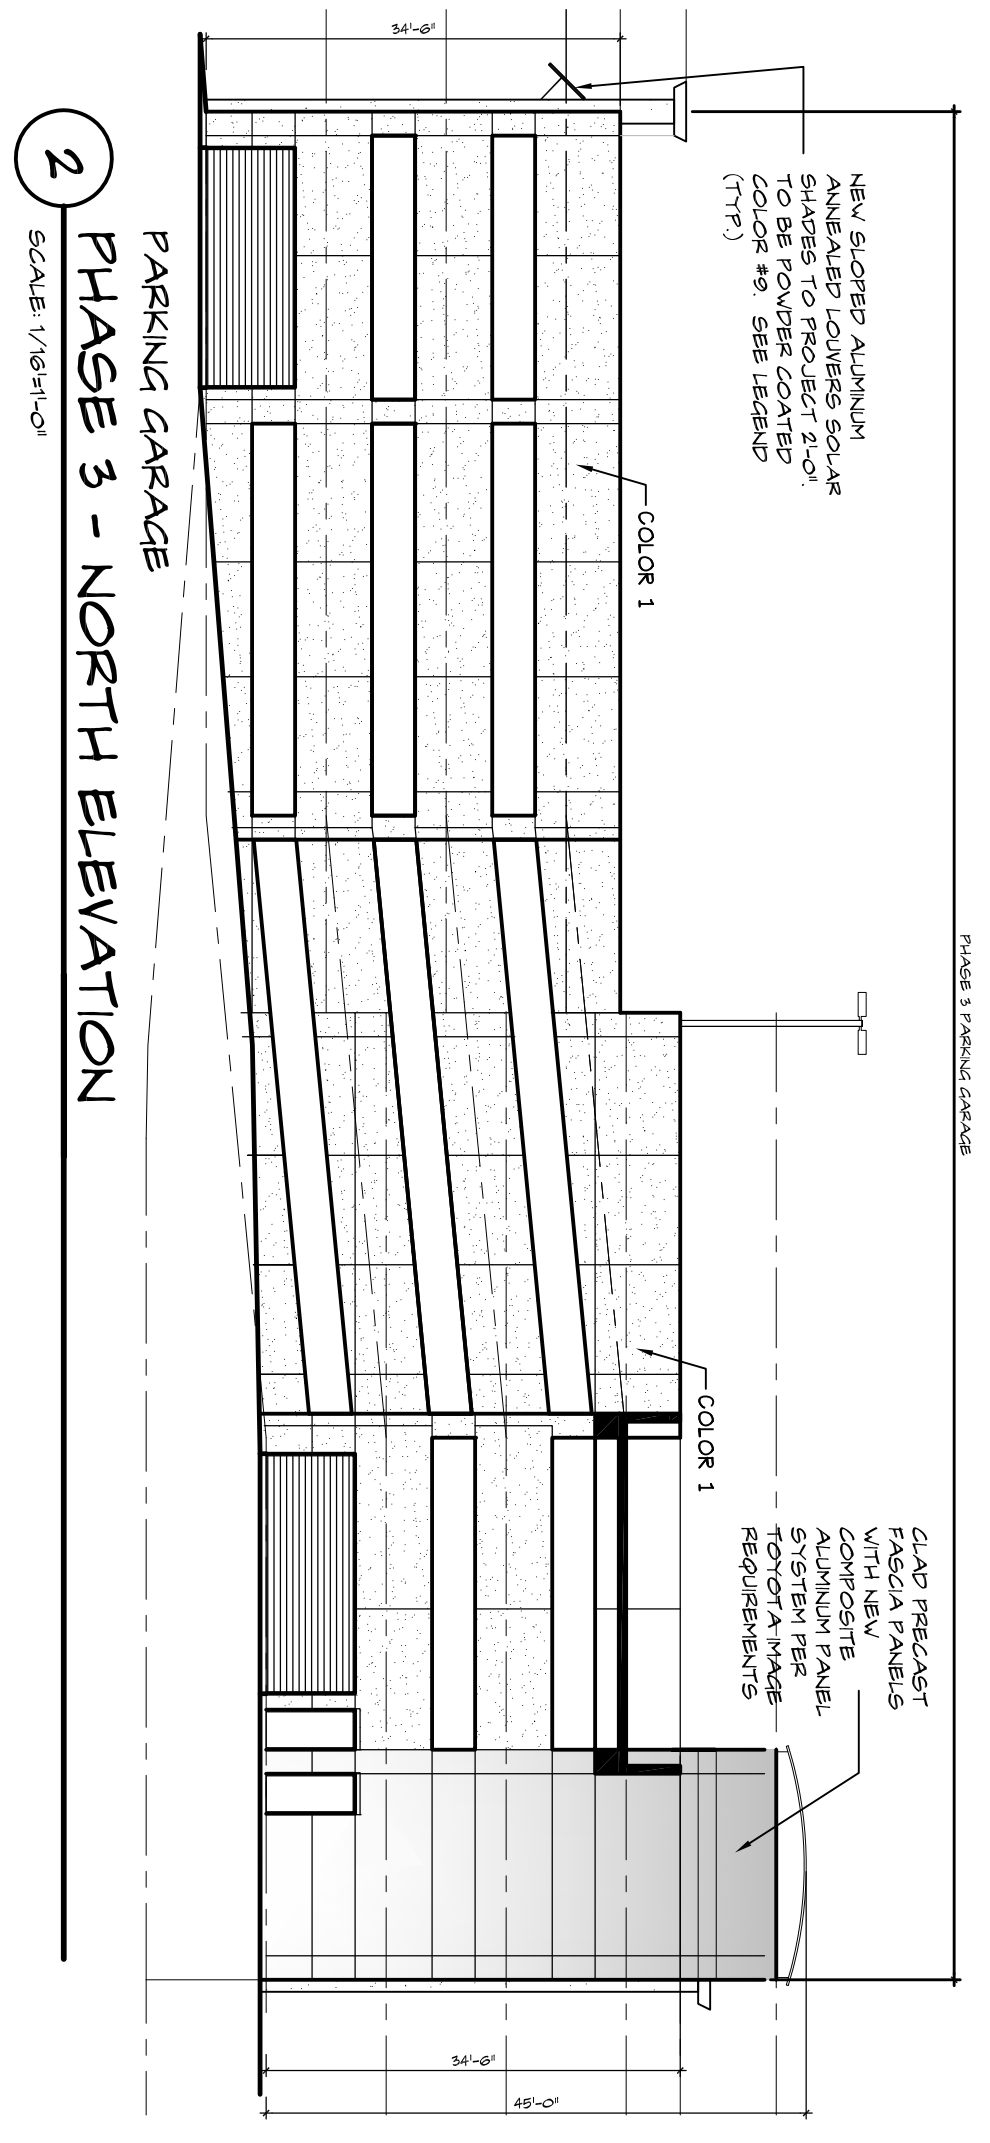 PHASE 3 PARKING GARAGE
NEW SLOPED ALUMINUM
ANNEALED LOUVERS SOLAR
SHADES TO PROJECT 2'-0".
TO BE POWDER COATED
COLOR #9. SEE LEGEND
(TYP.)
CLAD PRECAST
FASCIA PANELS
WITH NEW
COMPOSITE
ALUMINUM PANEL
SYSTEM PER
TOYOTA IMAGE
REQUIREMENTS
COLOR 1
COLOR 1
34'-6"
34'-6"
45'-0"
2
PARKING GARAGE
PHASE 3 - NORTH ELEVATION
SCALE: 1/16"=1'-0"